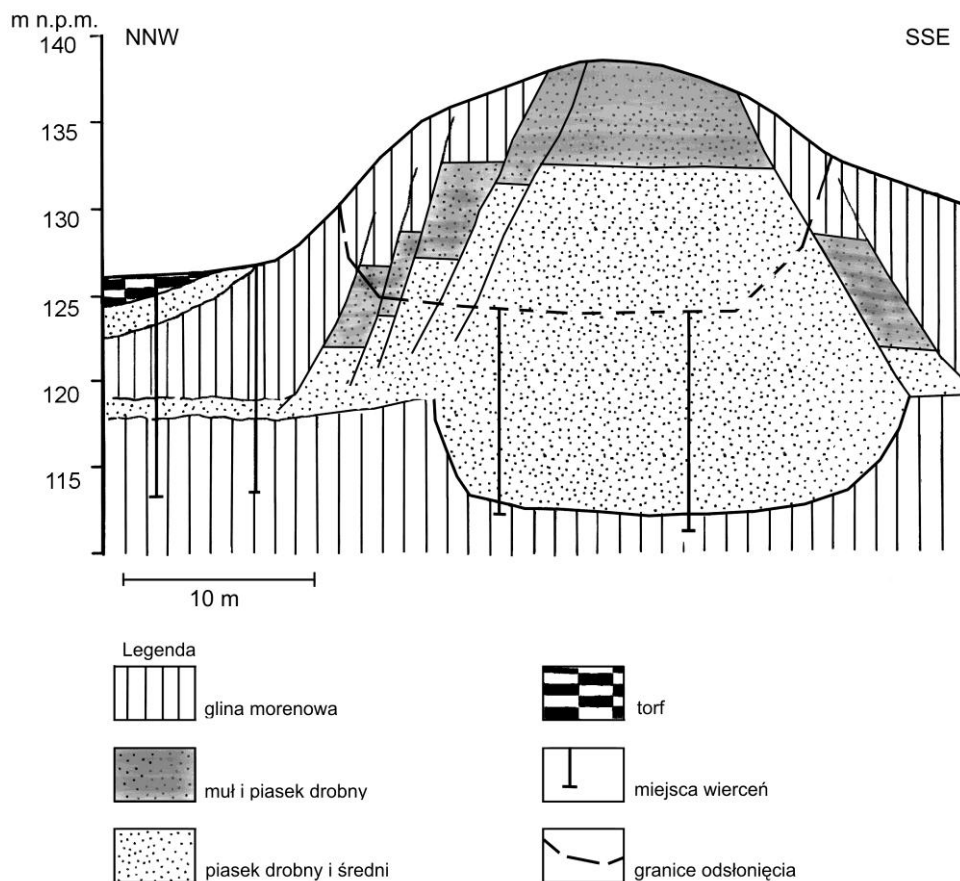 m n.p.m.
NNW
SSE
140
135
130
125
120
115
10 m
Legenda
glina morenowa
torf
muł i piasek drobny
miejsca wierceń
piasek drobny i średni
granice odsłonięcia